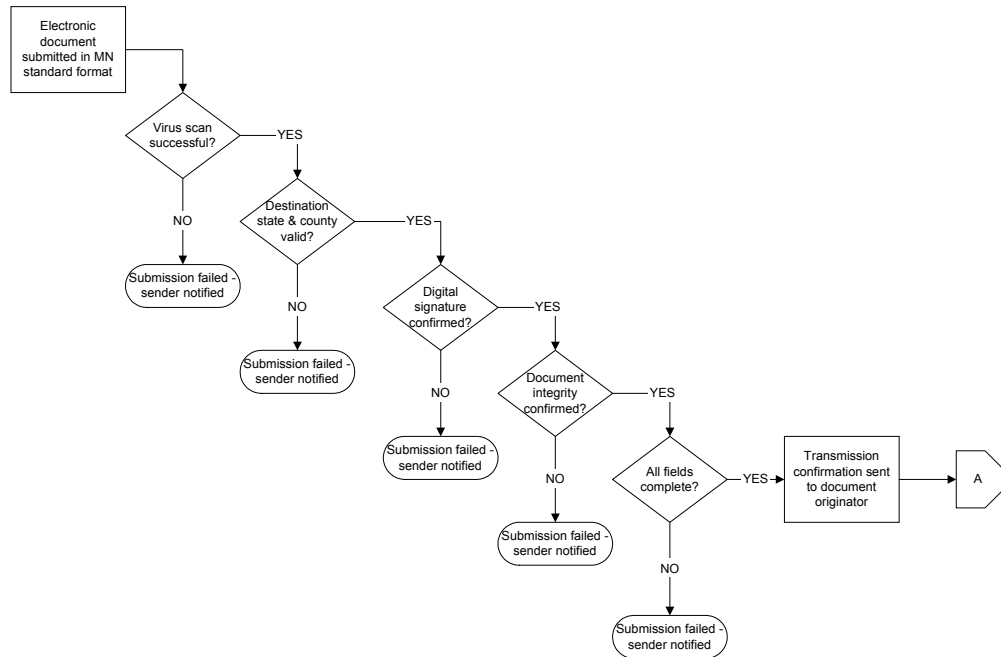 Electronic
document
submitted in MN
standard format
Virus scan
successful?
YES
NO
Submission failed -
sender notified
Destination
state & county
valid?
YES
NO
Submission failed -
sender notified
Digital
signature
confirmed?
YES
NO
Submission failed -
sender notified
Document
integrity
confirmed?
YES
NO
Submission failed -
sender notified
All fields
complete?
YES
NO
Submission failed -
sender notified
Transmission
confirmation sent
to document
originator
A